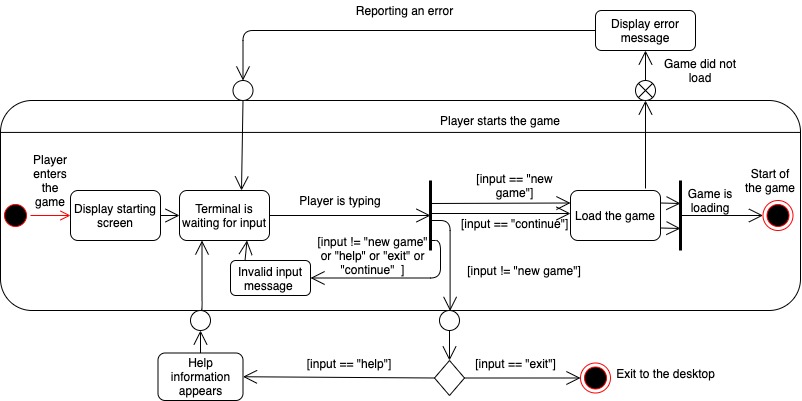 Reporting an error
Display error
message
Game did not
load
Player starts the game
Player
enters
the
game
Display starting
screen
Terminal is
waiting for input
Player is typing
[input == "new
game"]
[input == "continue"]
Load the game
Game is
loading
Start of
the game
[input != "new game"
or "help" or "exit" or
"continue"  ]
Invalid input
message
[input != "new game"]
Help
information
appears
[input == "help"]
[input == "exit"]
Exit to the desktop